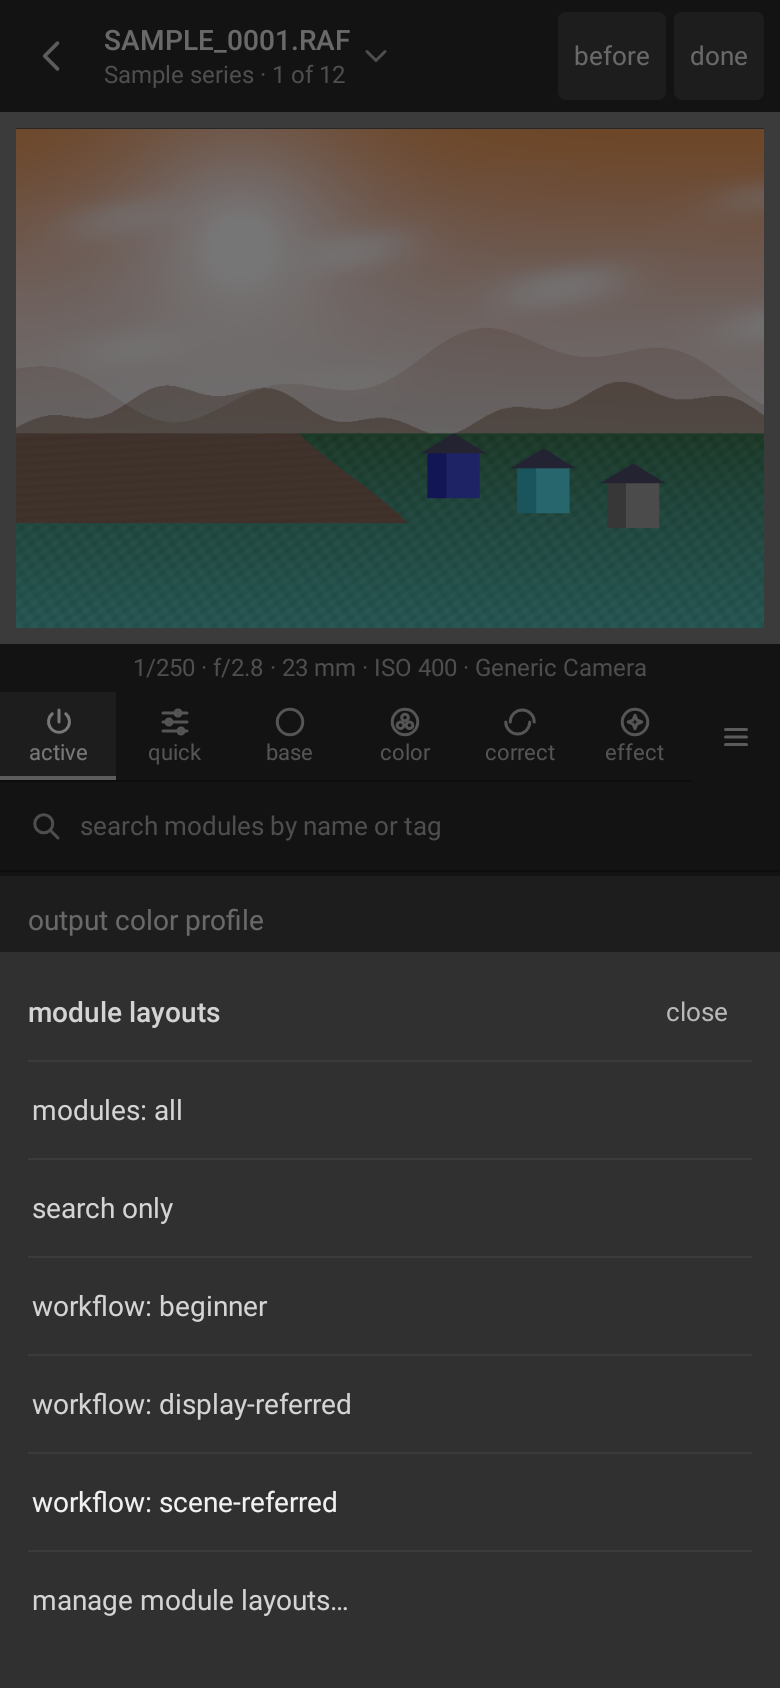 SAMPLE_0001.RAF
Sample series · 1 of 12
before
done
1/250 · f/2.8 · 23 mm · ISO 400 · Generic Camera
active
quick
base
color
correct
effect
search modules by name or tag
output color profile
module layouts
close
modules: all
search only
workflow: beginner
workflow: display-referred
workflow: scene-referred
manage module layouts…